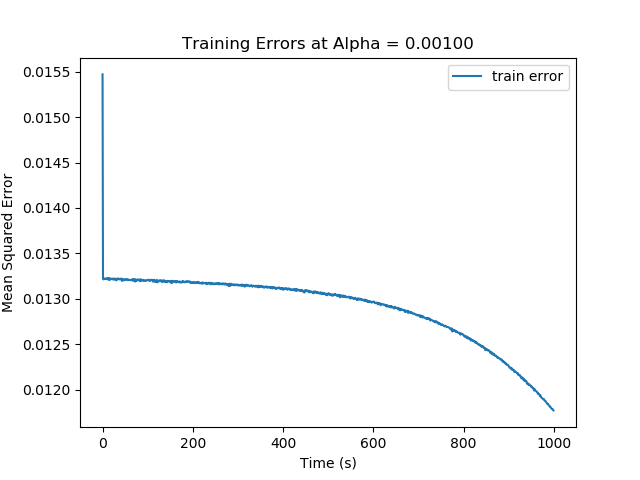 Training Errors at Alpha = 0.00100
train error
0.0155
0.0150
0.0145
0.0140
0.0135
0.0130
0.0125
0.0120
Mean Squared Error
0 200 400 600 800 1000
Time (s)